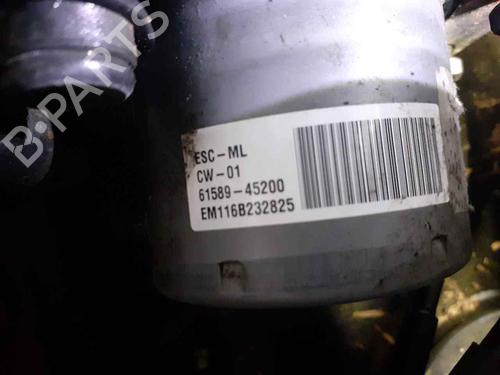 B-PARTS
ESC-ML
CW-01
61589-45200
EM116B232825